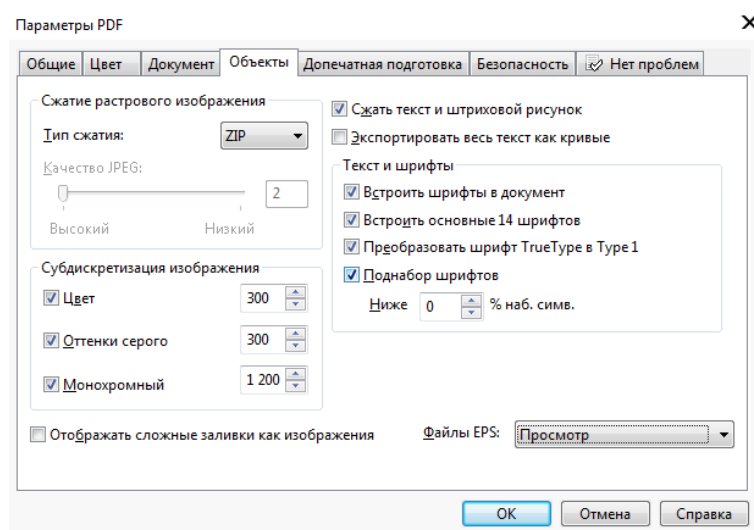 Параметры PDF
Общие Цвет Документ Объекты Допечатная подготовка Безопасность Нет проблем
Сжатие растрового изображения
Тип сжатия: ZIP
Качество JPEG:
2
Высокий Низкий
Субдискретизация изображения
Цвет 300
Оттенки серого 300
Монохромный 1 200
Сжать текст и штриховой рисунок
Экспортировать весь текст как кривые
Текст и шрифты
Встроить шрифты в документ
Встроить основные 14 шрифтов
Преобразовать шрифт TrueType в Type 1
Поднабор шрифтов
Ниже 0 % наб. симв.
Отображать сложные заливки как изображения
Файлы EPS: Просмотр
OK Отмена Справка